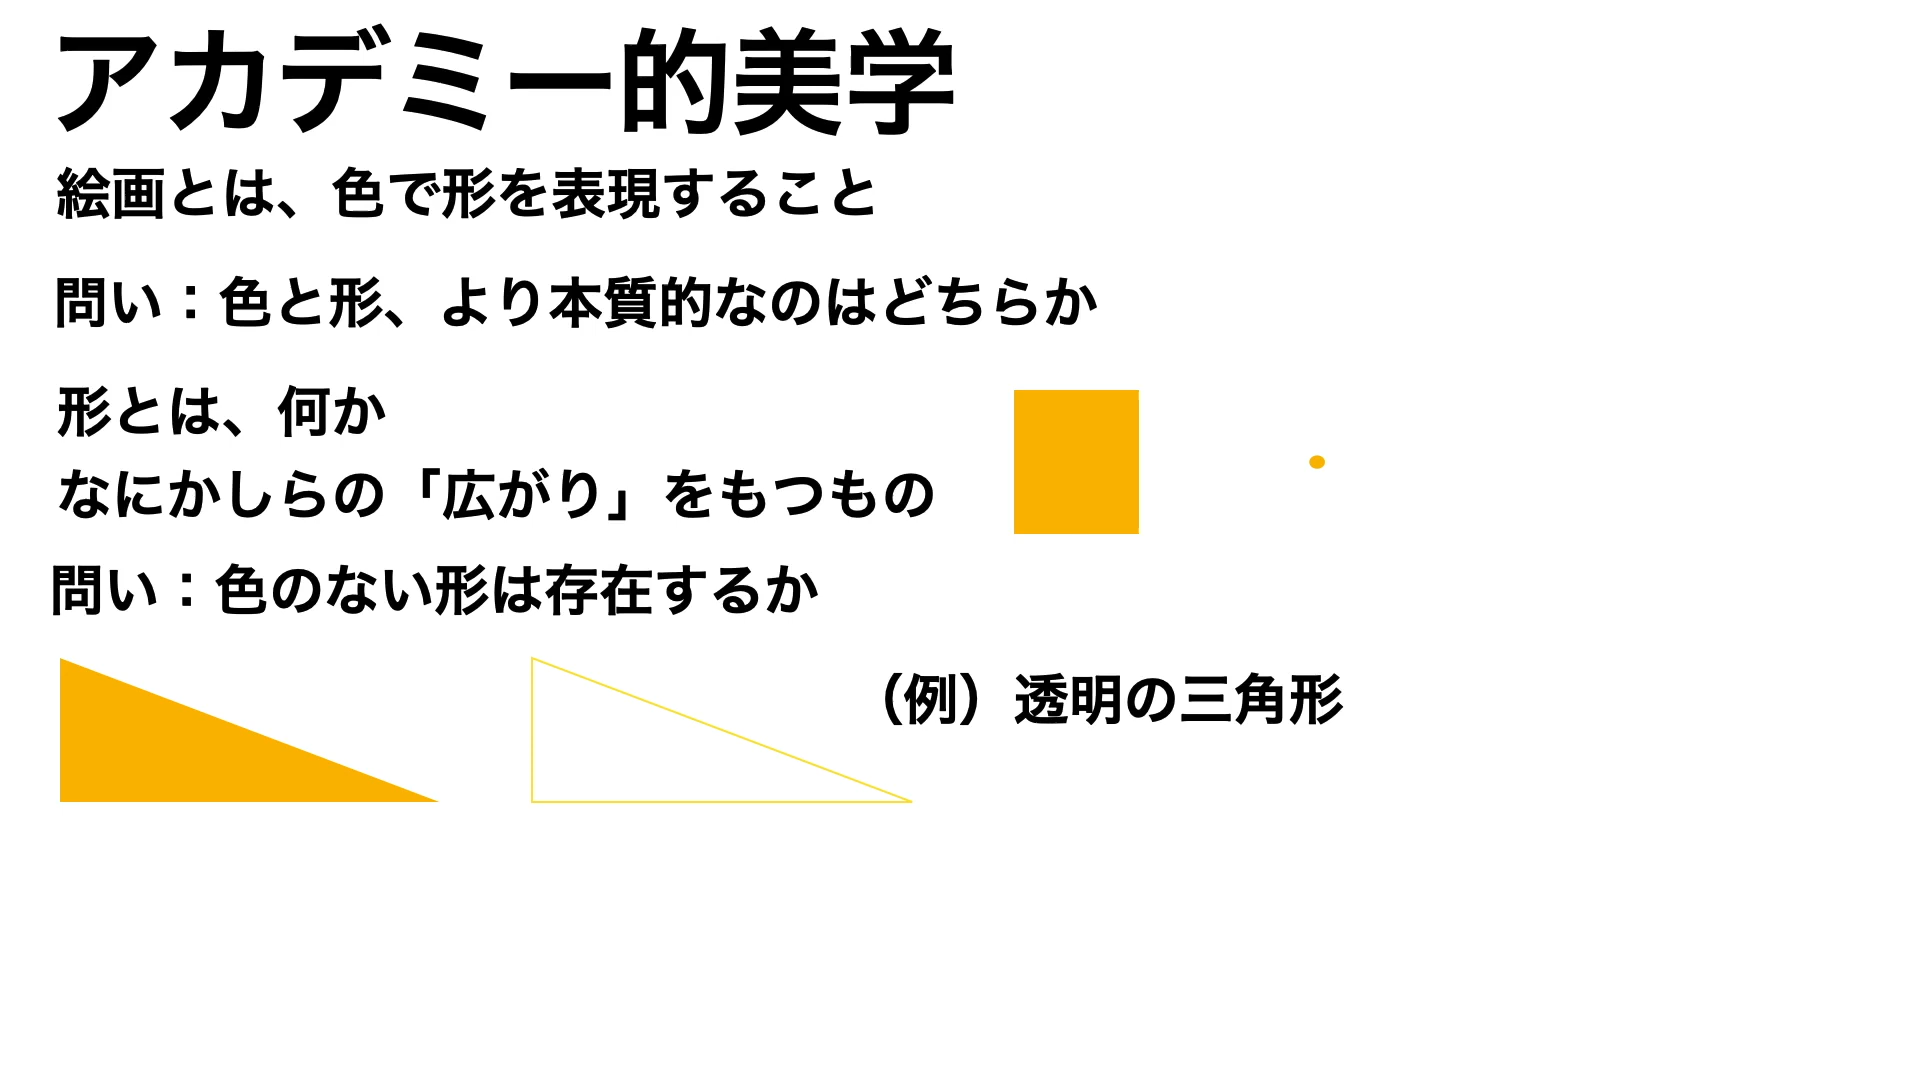 アカデミー的美学
絵画とは、色で形を表現すること
問い：色と形、より本質的なのはどちらか
形とは、何か
なにかしらの「広がり」をもつもの
問い：色のない形は存在するか
（例）透明の三角形